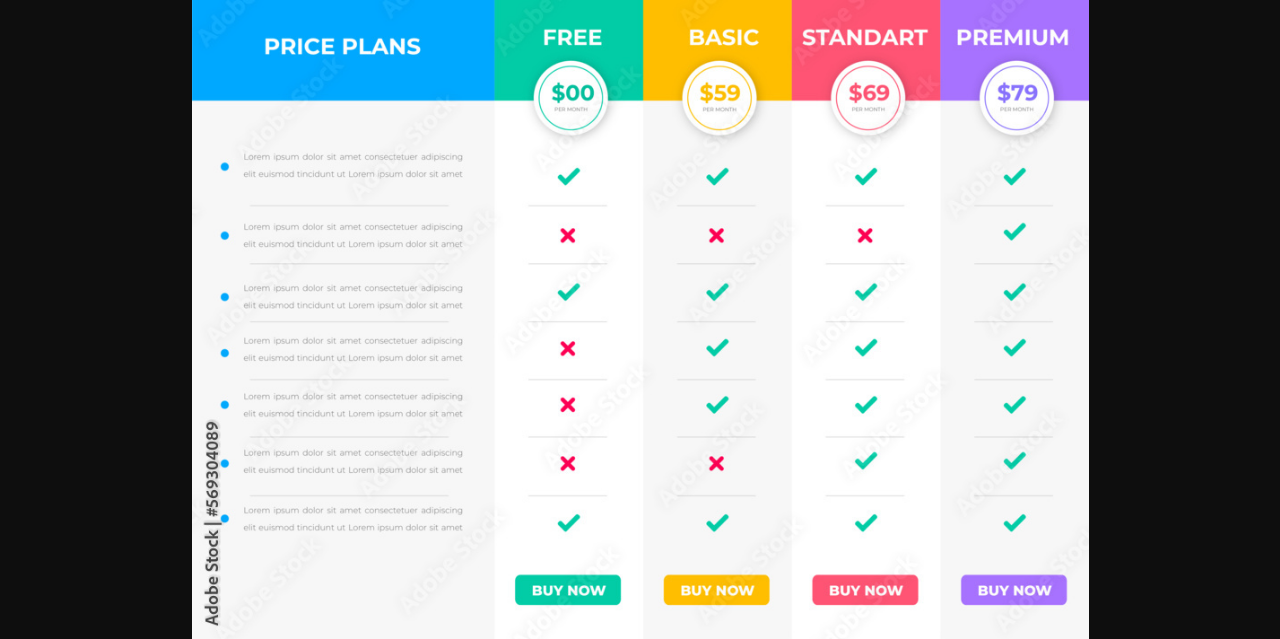 PRICE PLANS
FREE
BASIC
STANDART
PREMIUM
$00
PER MONTH
$59
PER MONTH
$69
PER MONTH
$79
PER MONTH
Lorem ipsum dolor sit amet consectetuer adipiscing
elit euismod tincidunt ut Lorem ipsum dolor sit amet
Lorem ipsum dolor sit amet consectetuer adipiscing
elit euismod tincidunt ut Lorem ipsum dolor sit amet
Lorem ipsum dolor sit amet consectetuer adipiscing
elit euismod tincidunt ut Lorem ipsum dolor sit amet
Lorem ipsum dolor sit amet consectetuer adipiscing
elit euismod tincidunt ut Lorem ipsum dolor sit amet
Lorem ipsum dolor sit amet consectetuer adipiscing
elit euismod tincidunt ut Lorem ipsum dolor sit amet
Lorem ipsum dolor sit amet consectetuer adipiscing
elit euismod tincidunt ut Lorem ipsum dolor sit amet
Lorem ipsum dolor sit amet consectetuer adipiscing
elit euismod tincidunt ut Lorem ipsum dolor sit amet
BUY NOW
BUY NOW
BUY NOW
BUY NOW
Adobe Stock | #569304089